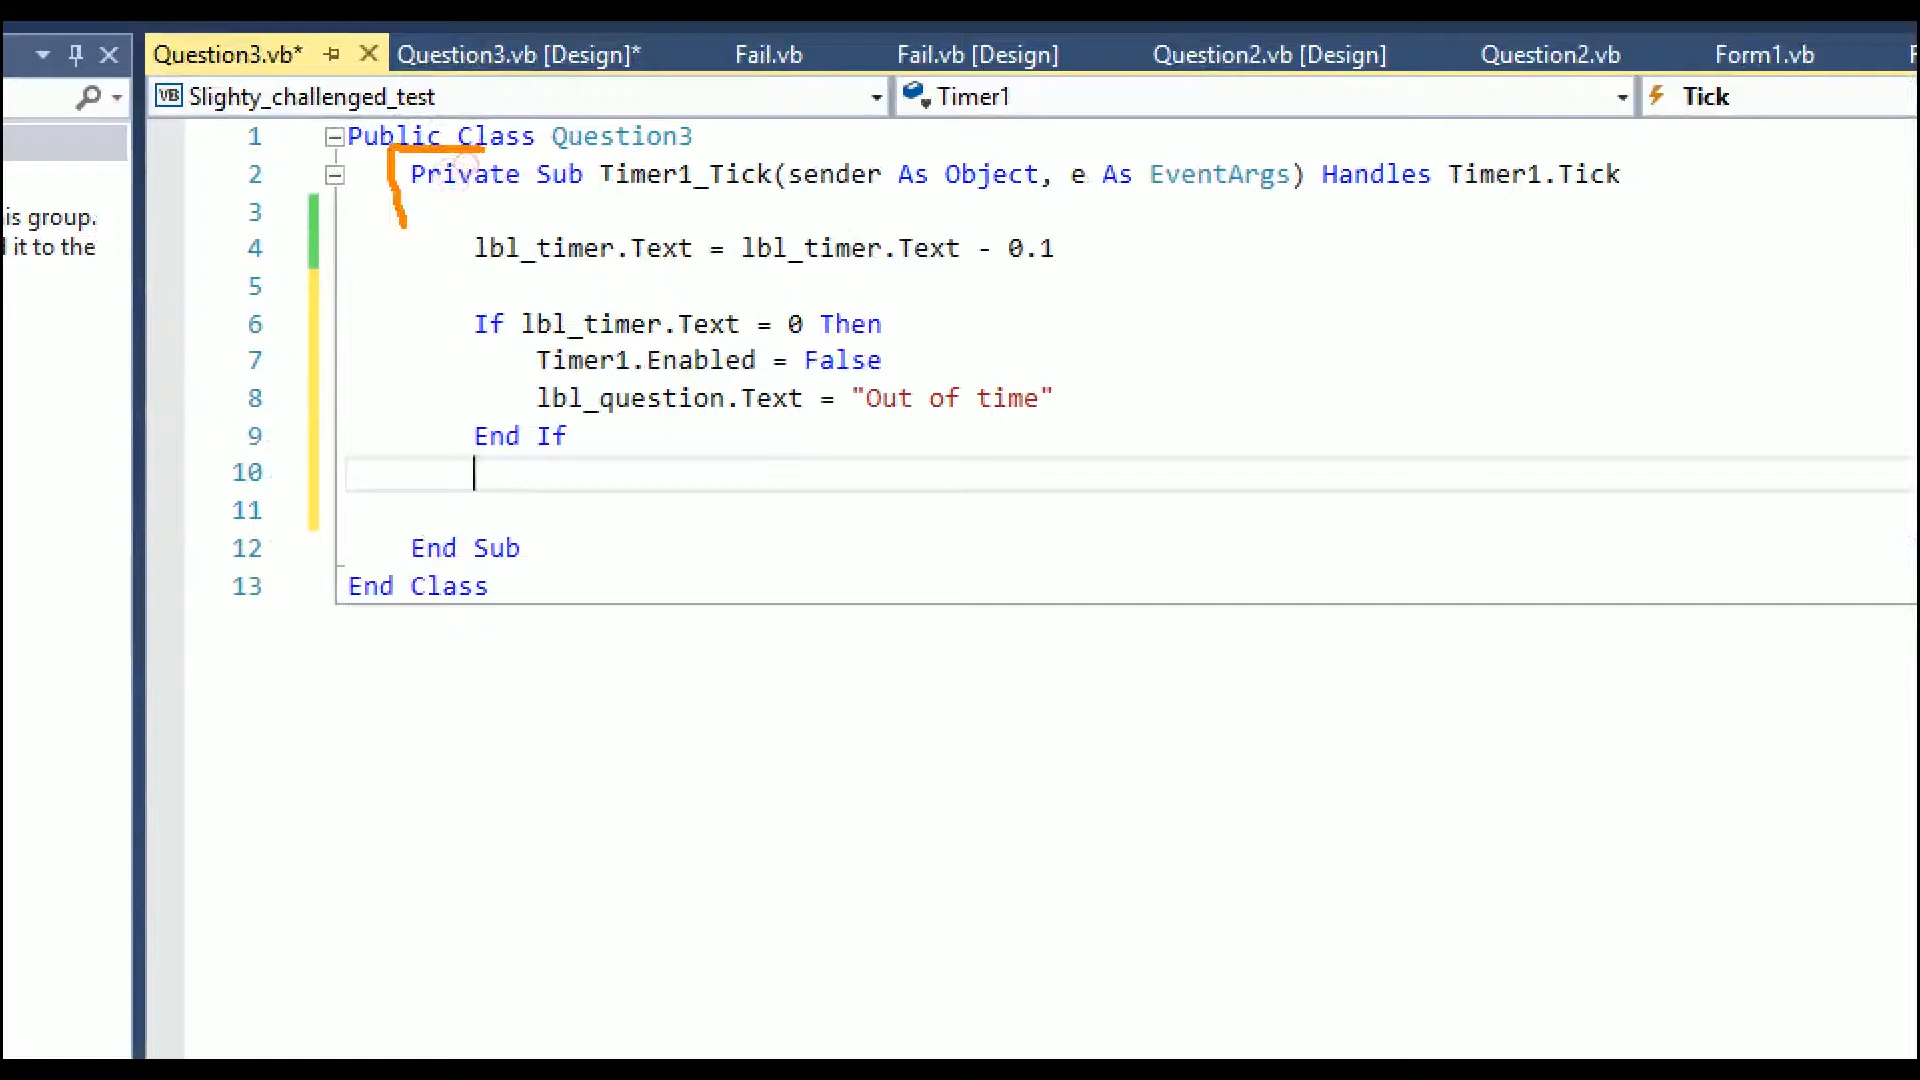 Question3.vb* Question3.vb [Design]* Fail.vb Fail.vb [Design] Question2.vb [Design] Question2.vb Form1.vb
VB Slighty_challenged_test Timer1 Tick
1 Public Class Question3
2 Private Sub Timer1_Tick(sender As Object, e As EventArgs) Handles Timer1.Tick
3
4 lbl_timer.Text = lbl_timer.Text - 0.1
5
6 If lbl_timer.Text = 0 Then
7 Timer1.Enabled = False
8 lbl_question.Text = "Out of time"
9 End If
10
11
12 End Sub
13 End Class
is group.
it to the